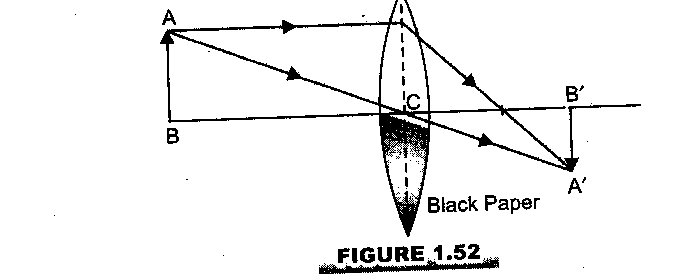 A
C
B'
B
A'
Black Paper
FIGURE 1.52